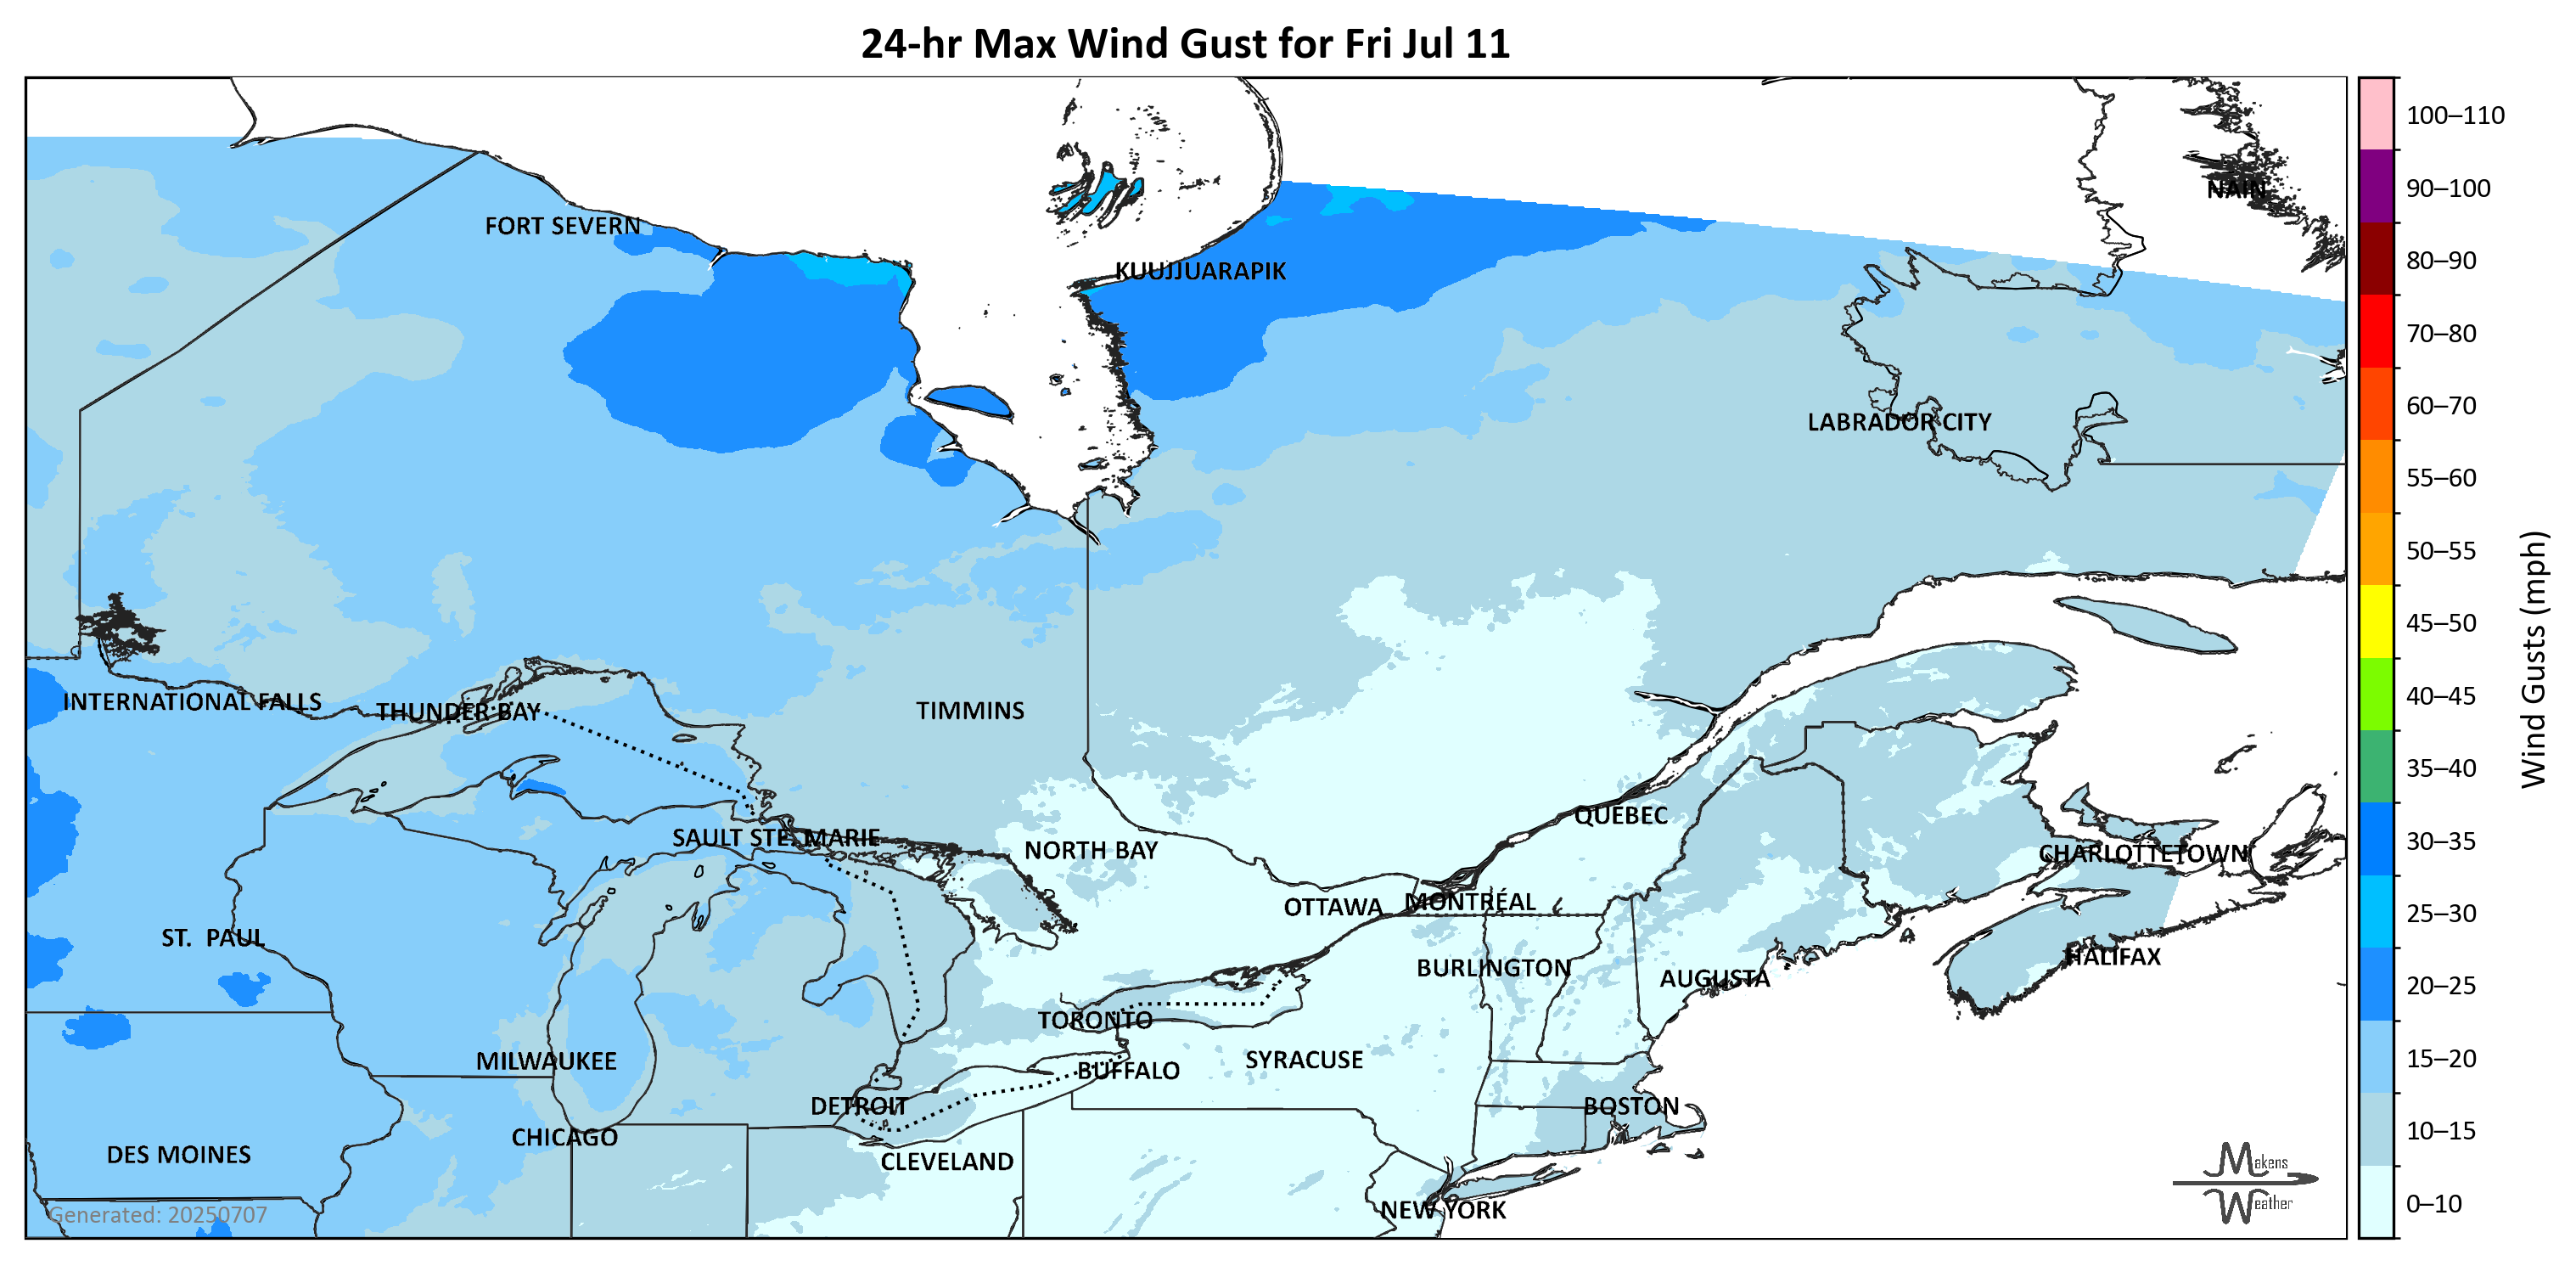 24-hr Max Wind Gust for Fri Jul 11
100–110
90–100
NAIN
FORT SEVERN
80–90
KUUJJUARAPIK
70–80
60–70
LABRADOR CITY
55–60
50–55
45–50
Wind Gusts (mph)
40–45
INTERNATIONAL FALLS
THUNDER BAY
TIMMINS
35–40
QUEBEC
30–35
SAULT STE. MARIE
NORTH BAY
CHARLOTTETOWN
OTTAWA
MONTRÉAL
25–30
ST. PAUL
HALIFAX
BURLINGTON
AUGUSTA
20–25
TORONTO
MILWAUKEE
SYRACUSE
15–20
BUFFALO
DETROIT
BOSTON
CHICAGO
10–15
DES MOINES
CLEVELAND
Makens
Weather
NEW YORK
0–10
Generated: 20250707